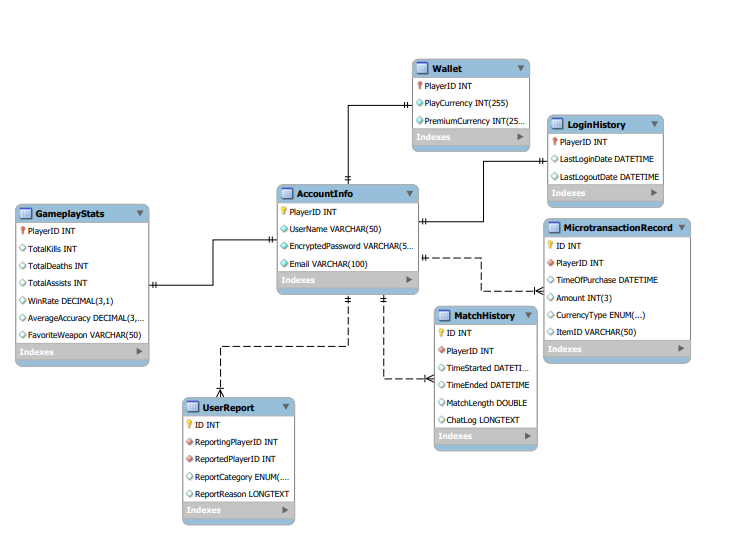 Wallet
PlayerID INT
PlayCurrency INT(255)
PremiumCurrency INT(25...
Indexes
LoginHistory
PlayerID INT
LastLoginDate DATETIME
LastLogoutDate DATETIME
Indexes
AccountInfo
PlayerID INT
UserName VARCHAR(50)
EncryptedPassword VARCHAR(5...
Email VARCHAR(100)
Indexes
GameplayStats
PlayerID INT
TotalKills INT
TotalDeaths INT
TotalAssists INT
WinRate DECIMAL(3,1)
AverageAccuracy DECIMAL(3,...
FavoriteWeapon VARCHAR(50)
Indexes
MicrotransactionRecord
ID INT
PlayerID INT
TimeOfPurchase DATETIME
Amount INT(3)
CurrencyType ENUM(...)
ItemID VARCHAR(50)
Indexes
MatchHistory
ID INT
PlayerID INT
TimeStarted DATETI...
TimeEnded DATETIME
MatchLength DOUBLE
ChatLog LONGTEXT
Indexes
UserReport
ID INT
ReportingPlayerID INT
ReportedPlayerID INT
ReportCategory ENUM(....
ReportReason LONGTEXT
Indexes